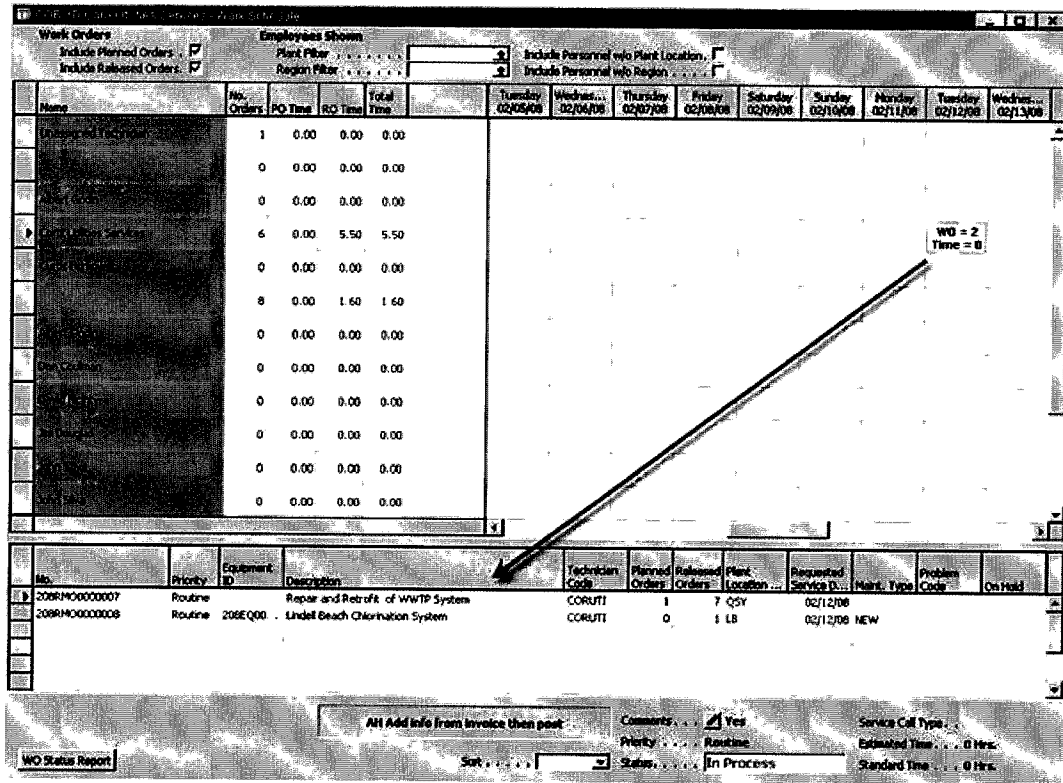 Work Schedule
Work Orders
Include Planned Orders .
Include Released Orders.
Employees Shown
Plant Filter . . . . . .
Region Filter . . . . . .
Include Personnel w/o Plant Location.
Include Personnel w/o Region . . . .
Name No. Orders PO Time RO Time Total Time Tuesday 02/05/08 Wednes... 02/06/08 Thursday 02/07/08 Friday 02/08/08 Saturday 02/09/08 Sunday 02/10/08 Monday 02/11/08 Tuesday 02/12/08 Wednes... 02/13/08
1 0.00 0.00 0.00
0 0.00 0.00 0.00
0 0.00 0.00 0.00
6 0.00 5.50 5.50
WO = 2
Time = 0
0 0.00 0.00 0.00
8 0.00 1.60 1.60
0 0.00 0.00 0.00
0 0.00 0.00 0.00
0 0.00 0.00 0.00
0 0.00 0.00 0.00
0 0.00 0.00 0.00
0 0.00 0.00 0.00
No. Priority Equipment ID Description Technician Code Planned Orders Released Orders Plant Location ... Requested Service D... Maint. Type Problem Code On Hold
208RMO0000007 Routine Repair and Retrofit of WWTP System CORUTI 1 7 QSY 02/12/08
208RMO0000008 Routine 208EQ00. . Lindell Beach Chlorination System CORUTI 0 1 LB 02/12/08 NEW
AH Add info from invoice then post
Comments. . . Yes
Service Call Type. .
Priority . . . . Routine
Estimated Time . . . 0 Hrs.
WO Status Report
Sort . . . . .
Status. . . . . In Process
Standard Time . . . 0 Hrs.